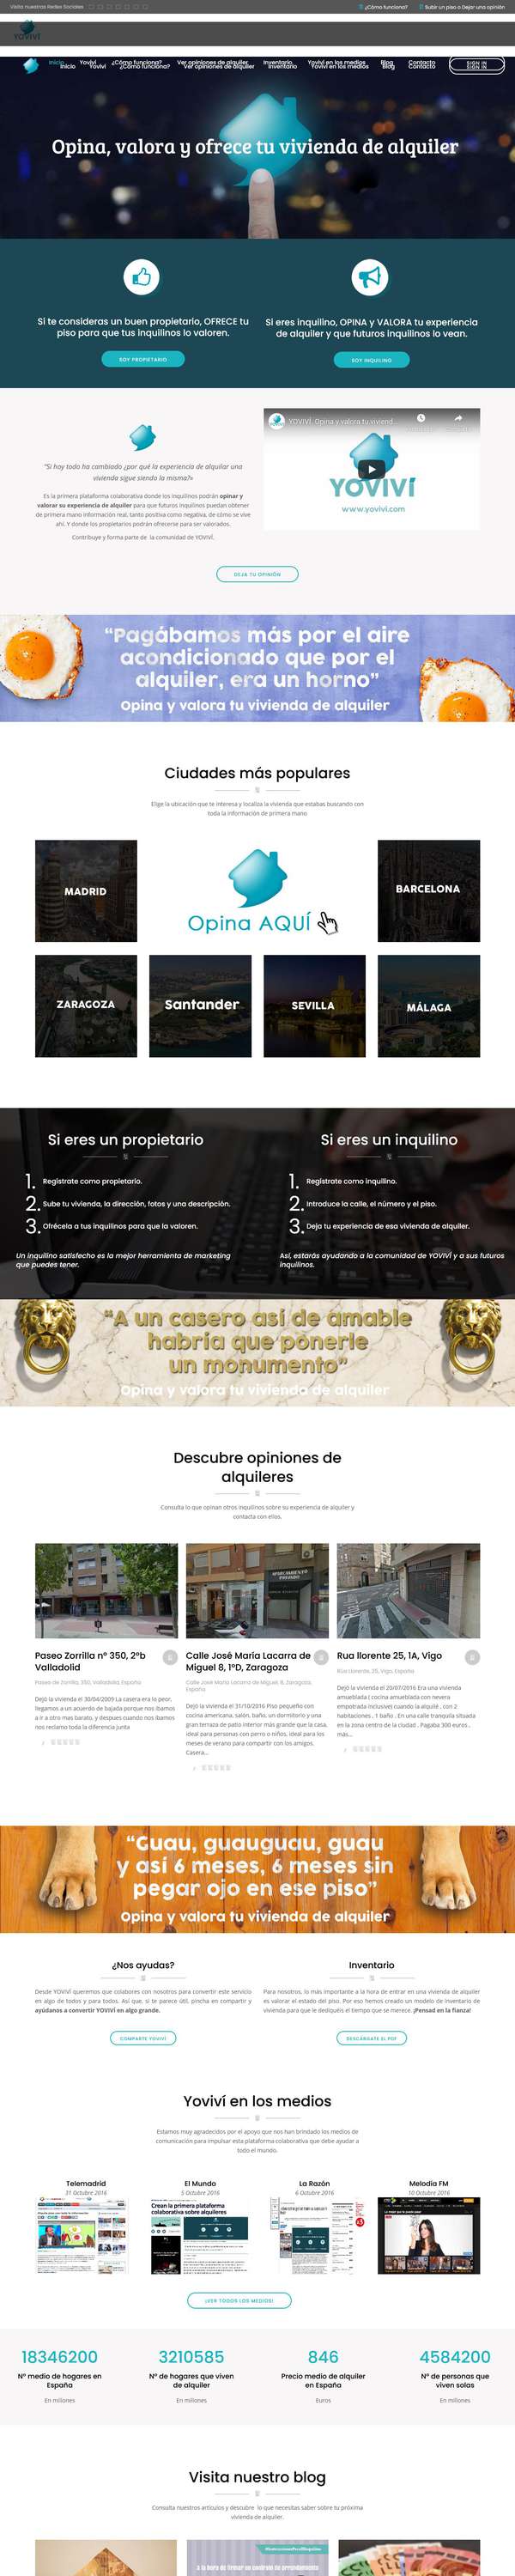 Visita nuestras Redes Sociales
¿Cómo funciona?
Subir un piso o Dejar una opinión
YOVIVÍ
Inicio
Yoviví
¿Cómo funciona?
Ver opiniones de alquiler
Inventario
Yoviví en los medios
Blog
Contacto
SIGN IN
Opina, valora y ofrece tu vivienda de alquiler
Si te consideras un buen propietario, OFRECE tu
piso para que tus inquilinos lo valoren.
SOY PROPIETARIO
Si eres inquilino, OPINA y VALORA tu experiencia
de alquiler y que futuros inquilinos lo vean.
SOY INQUILINO
"Si hoy todo ha cambiado ¿por qué la experiencia de alquilar una
vivienda sigue siendo la misma?»
Es la primera plataforma colaborativa donde los inquilinos podrán opinar y
valorar su experiencia de alquiler para que futuros inquilinos puedan obtener
de primera mano información real, tanto positiva como negativa, de cómo se vive
ahí. Y donde los propietarios podrán ofrecerse para ser valorados.
Contribuye y forma parte de la comunidad de YOVIVÍ.
YOVIVÍ. Opina y valora tu viviend...
YOVIVÍ
www.yovivi.com
DEJA TU OPINIÓN
"Pagábamos más por el aire
acondicionado que por el
alquiler, era un horno"
Opina y valora tu vivienda de alquiler
Ciudades más populares
Elige la ubicación que te interesa y localiza la vivienda que estabas buscando con
toda la información de primera mano
MADRID
Opina AQUÍ
BARCELONA
ZARAGOZA
Santander
SEVILLA
MÁLAGA
Si eres un propietario
1. Regístrate como propietario.
2. Sube tu vivienda, la dirección, fotos y una descripción.
3. Ofrécela a tus inquilinos para que la valoren.
Un inquilino satisfecho es la mejor herramienta de marketing
que puedes tener.
Si eres un inquilino
1. Regístrate como inquilino.
2. Introduce la calle, el número y el piso.
3. Deja tu experiencia de esa vivienda de alquiler.
Así, estarás ayudando a la comunidad de YOVIVÍ y a sus futuros
inquilinos.
"A un casero así de amable
habría que ponerle
un monumento"
Opina y valora tu vivienda de alquiler
Descubre opiniones de
alquileres
Consulta lo que opinan otros inquilinos sobre su experiencia de alquiler y
contacta con ellos.
Paseo Zorrilla nº 350, 2ºb
Valladolid
Paseo de Zorrilla, 350, Valladolid, España
Dejó la vivienda el 30/04/2009 La casera era lo peor,
llegamos a un acuerdo de bajada porque nos íbamos
a ir a otro mas barato, y despues cuando nos íbamos
nos reclamo toda la diferencia junta
Calle José María Lacarra de
Miguel 8, 1ºD, Zaragoza
Calle José María Lacarra de Miguel, 8, Zaragoza,
España
Dejó la vivienda el 31/10/2016 Piso pequeño con
cocina americana, salón, baño, un dormitorio y una
gran terraza de patio interior más grande que la casa,
ideal para personas con perro o niños, ideal para los
meses de verano para compartir con los amigos.
Casera...
Rua llorente 25, 1A, Vigo
Rúa Llorente, 25, Vigo, España
Dejó la vivienda el 20/07/2016 Era una vivienda
amueblada ( cocina amueblada con nevera
empotrada inclusive) cuando la alquilé , con 2
habitaciones , 1 baño . En una calle tranquila situada
en la zona centro de la ciudad . Pagaba 300 euros ,
más...
"Guau, guauguau, guau
y así 6 meses, 6 meses sin
pegar ojo en ese piso"
Opina y valora tu vivienda de alquiler
¿Nos ayudas?
Desde YOVIVÍ queremos que colabores con nosotros para convertir este servicio
en algo de todos y para todos. Así que, si te parece útil, pincha en compartir y
ayúdanos a convertir YOVIVÍ en algo grande.
COMPARTE YOVIVÍ
Inventario
Para nosotros, lo más importante a la hora de entrar en una vivienda de alquiler
es valorar el estado del piso. Por eso hemos creado un modelo de inventario de
vivienda para que le dediquéis el tiempo que se merece. ¡Pensad en la fianza!
DESCÁRGATE EL PDF
Yoviví en los medios
Estamos muy agradecidos por el apoyo que nos han brindado los medios de
comunicación para impulsar esta plataforma colaborativa que debe ayudar a
todo el mundo.
Telemadrid
31 Octubre 2016
El Mundo
5 Octubre 2016
Crean la primera plataforma
colaborativa sobre alquileres
La Razón
6 Octubre 2016
Melodía FM
10 Octubre 2016
¡VER TODOS LOS MEDIOS!
18346200
Nº medio de hogares en
España
En millones
3210585
Nº de hogares que viven
de alquiler
En millones
846
Precio medio de alquiler
en España
Euros
4584200
Nº de personas que
viven solas
En millones
Visita nuestro blog
Consulta nuestros artículos y descubre lo que necesitas saber sobre tu próxima
vivienda de alquiler.
a la hora de firmar un contrato de arrendamiento